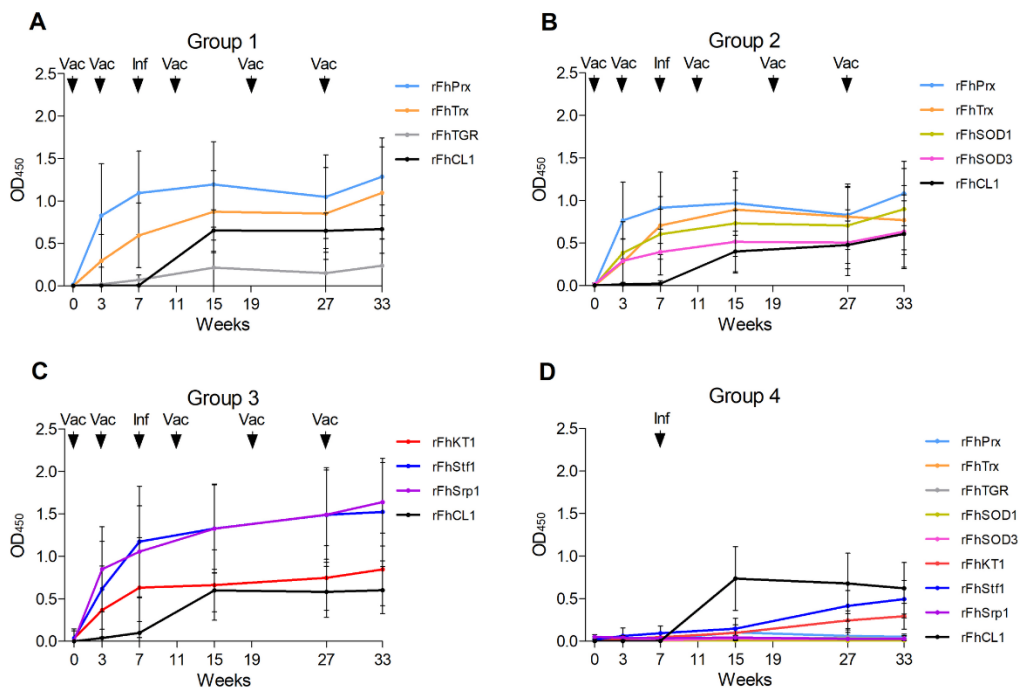 A
Group 1
Vac Vac Inf Vac Vac Vac
2.5
2.0
1.5
1.0
0.5
0.0
OD450
0 3 7 11 15 19 27 33
Weeks
rFhPrx
rFhTrx
rFhTGR
rFhCL1
B
Group 2
Vac Vac Inf Vac Vac Vac
2.5
2.0
1.5
1.0
0.5
0.0
OD450
0 3 7 11 15 19 27 33
Weeks
rFhPrx
rFhTrx
rFhSOD1
rFhSOD3
rFhCL1
C
Group 3
Vac Vac Inf Vac Vac Vac
2.5
2.0
1.5
1.0
0.5
0.0
OD450
0 3 7 11 15 19 27 33
Weeks
rFhKT1
rFhStf1
rFhSrp1
rFhCL1
D
Group 4
Inf
2.5
2.0
1.5
1.0
0.5
0.0
OD450
0 3 7 11 15 19 27 33
Weeks
rFhPrx
rFhTrx
rFhTGR
rFhSOD1
rFhSOD3
rFhKT1
rFhStf1
rFhSrp1
rFhCL1